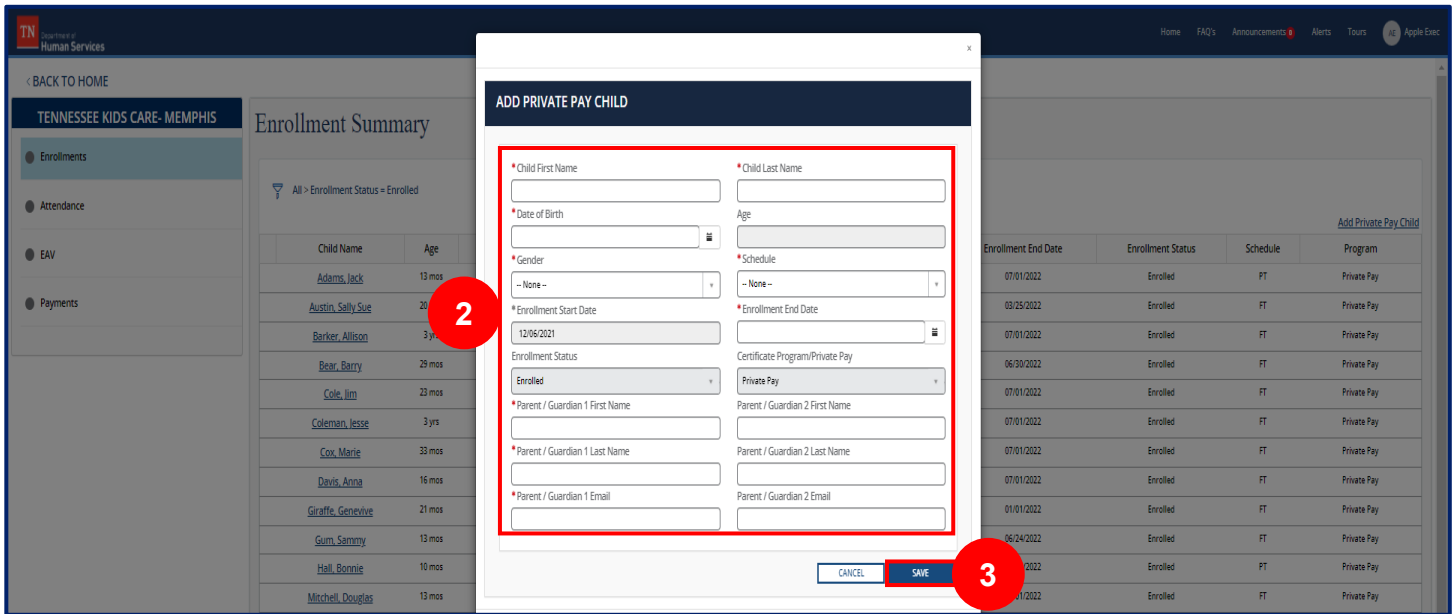 TN Department of
Human Services
Home FAQ's Announcements 0 Alerts Tours AE Apple Exec
x
< BACK TO HOME
TENNESSEE KIDS CARE- MEMPHIS
Enrollments
Attendance
EAV
Payments
Enrollment Summary
All > Enrollment Status = Enrolled
Add Private Pay Child
ADD PRIVATE PAY CHILD
*Child First Name *Child Last Name
*Date of Birth Age
*Gender *Schedule
-- None -- -- None --
*Enrollment Start Date *Enrollment End Date
12/06/2021
Enrollment Status Certificate Program/Private Pay
Enrolled Private Pay
*Parent / Guardian 1 First Name Parent / Guardian 2 First Name
*Parent / Guardian 1 Last Name Parent / Guardian 2 Last Name
*Parent / Guardian 1 Email Parent / Guardian 2 Email
CANCEL SAVE
2
3
Child Name Age Enrollment End Date Enrollment Status Schedule Program
Adams, Jack 13 mos 07/01/2022 Enrolled PT Private Pay
Austin, Sally Sue 20 03/25/2022 Enrolled FT Private Pay
Barker, Allison 3 yrs 07/01/2022 Enrolled FT Private Pay
Bear, Barry 29 mos 06/30/2022 Enrolled FT Private Pay
Cole, Jim 23 mos 07/01/2022 Enrolled FT Private Pay
Coleman, Jesse 3 yrs 07/01/2022 Enrolled FT Private Pay
Cox, Marie 33 mos 07/01/2022 Enrolled FT Private Pay
Davis, Anna 16 mos 07/01/2022 Enrolled FT Private Pay
Giraffe, Genevive 21 mos 01/01/2022 Enrolled FT Private Pay
Gum, Sammy 13 mos 06/24/2022 Enrolled FT Private Pay
Hall, Bonnie 10 mos /2022 Enrolled PT Private Pay
Mitchell, Douglas 13 mos /2022 Enrolled FT Private Pay